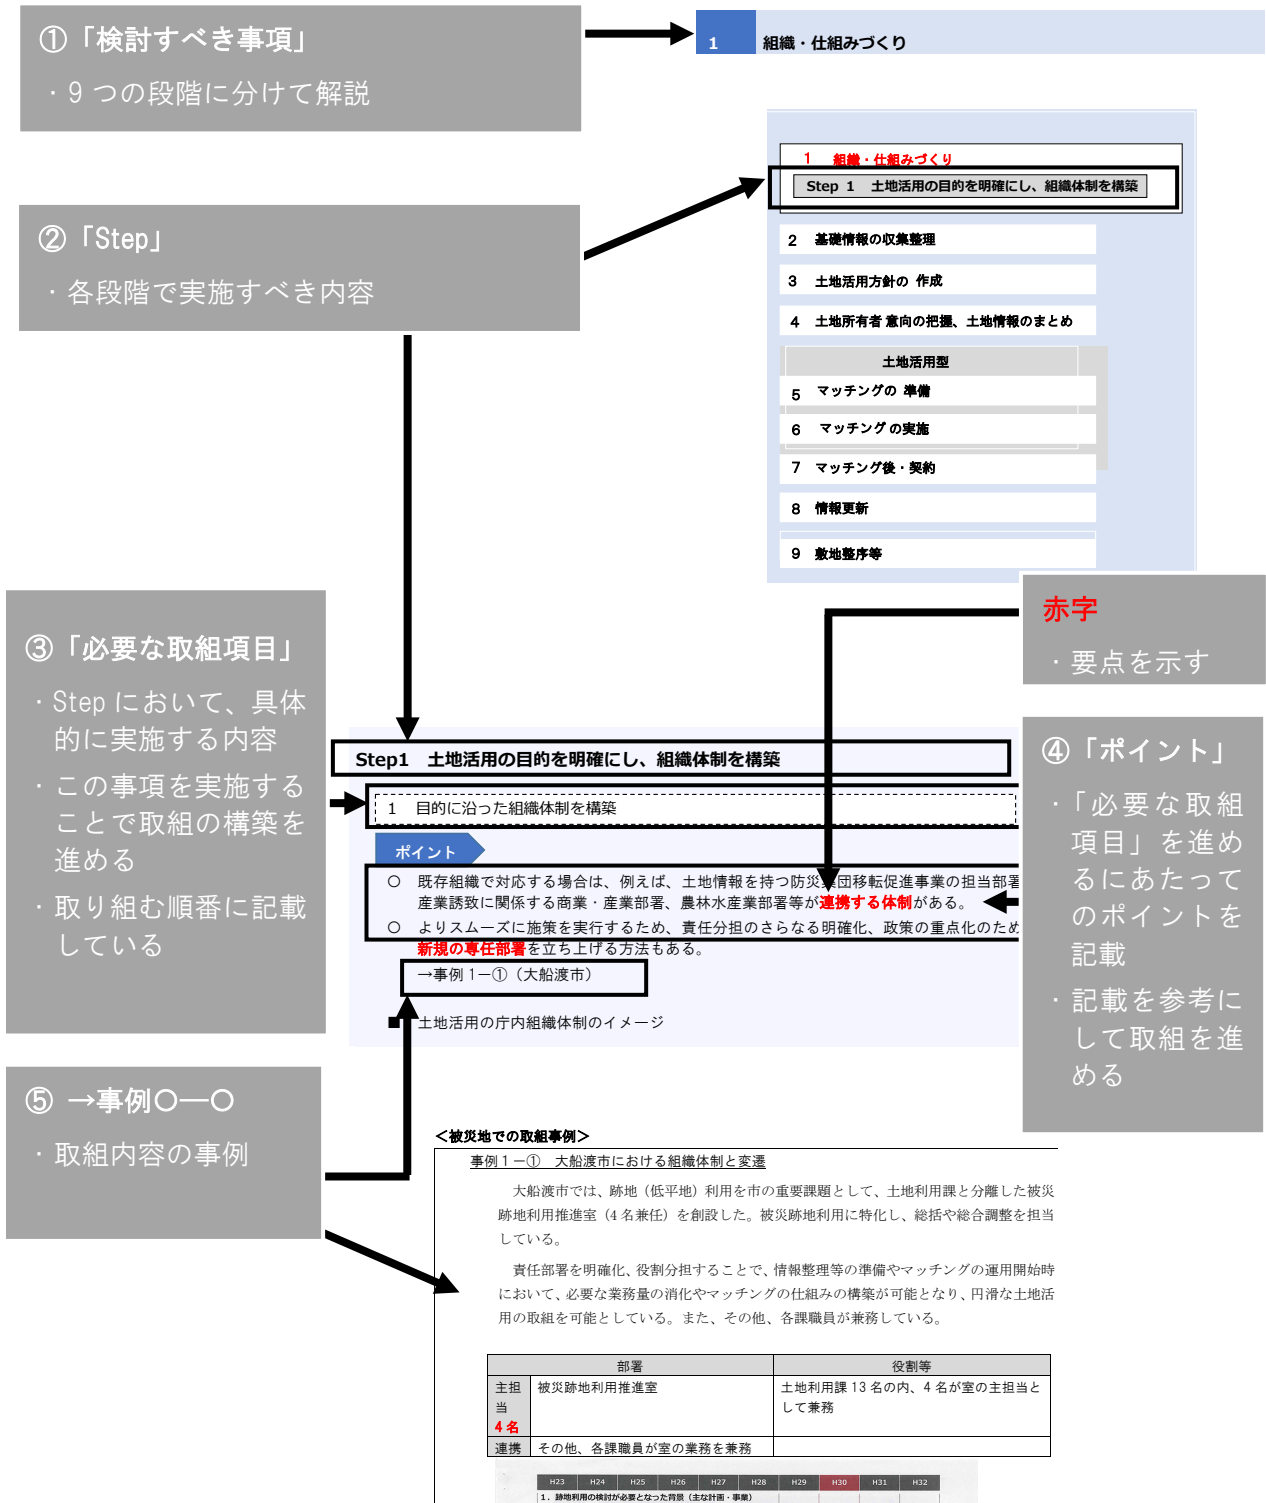 ①「検討すべき事項」
・9つの段階に分けて解説
1 組織・仕組みづくり
1 組織・仕組みづくり
Step 1 土地活用の目的を明確にし、組織体制を構築
②「Step」
・各段階で実施すべき内容
2 基礎情報の収集整理
3 土地活用方針の 作成
4 土地所有者 意向の把握、土地情報のまとめ
土地活用型
5 マッチングの 準備
6 マッチング の実施
7 マッチング後・契約
8 情報更新
9 敷地整序等
赤字
・要点を示す
③「必要な取組項目」
・Stepにおいて、具体
的に実施する内容
・この事項を実施する
ことで取組の構築を
進める
・取り組む順番に記載
している
Step1 土地活用の目的を明確にし、組織体制を構築
1 目的に沿った組織体制を構築
ポイント
○ 既存組織で対応する場合は、例えば、土地情報を持つ防災 団移転促進事業の担当部署
産業誘致に関係する商業・産業部署、農林水産業部署等が連携する体制がある。
○ よりスムーズに施策を実行するため、責任分担のさらなる明確化、政策の重点化のため
新規の専任部署を立ち上げる方法もある。
→事例1－①（大船渡市）
■ 土地活用の庁内組織体制のイメージ
④「ポイント」
・「必要な取組
項目」を進め
るにあたって
のポイントを
記載
・記載を参考に
して取組を進
める
⑤ →事例〇－〇
・取組内容の事例
＜被災地での取組事例＞
事例１－① 大船渡市における組織体制と変遷
大船渡市では、跡地（低平地）利用を市の重要課題として、土地利用課と分離した被災
跡地利用推進室（4名兼任）を創設した。被災跡地利用に特化し、総括や総合調整を担当
している。
責任部署を明確化、役割分担することで、情報整理等の準備やマッチングの運用開始時
において、必要な業務量の消化やマッチングの仕組みの構築が可能となり、円滑な土地活
用の取組を可能としている。また、その他、各課職員が兼務している。
部署 役割等
主担 被災跡地利用推進室 土地利用課13名の内、4名が室の主担当と
当 して兼務
4名
連携 その他、各課職員が室の業務を兼務
H23 H24 H25 H26 H27 H28 H29 H30 H31 H32
1．跡地利用の検討が必要となった背景（主な計画・事業）